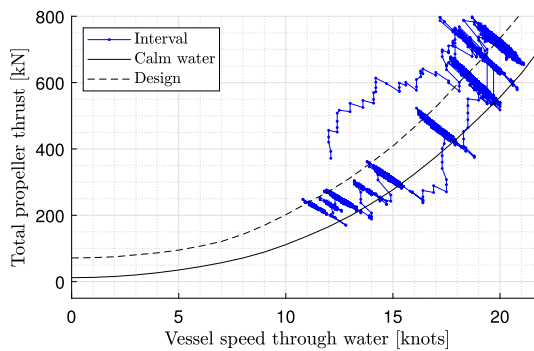 800
600
400
200
0
0
5
10
15
20
Total propeller thrust [kN]
Vessel speed through water [knots]
Interval
Calm water
Design